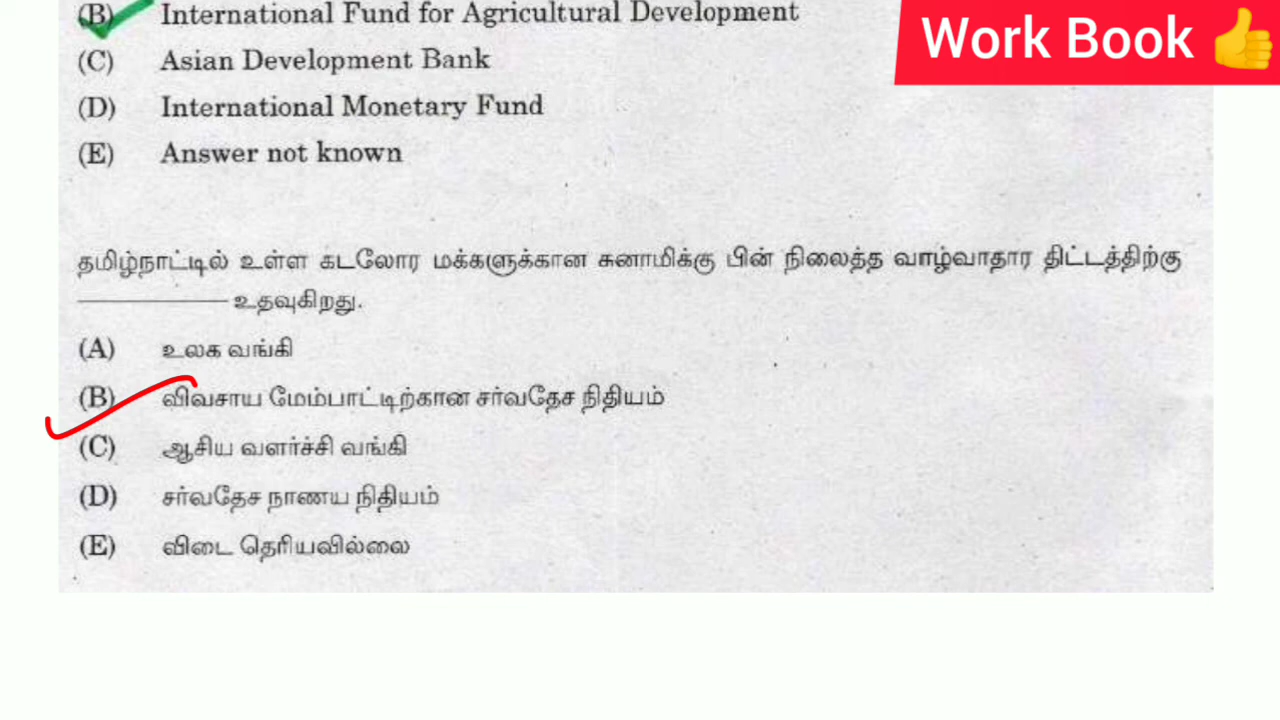 (B) International Fund for Agricultural Development
Work Book 👍
(C) Asian Development Bank
(D) International Monetary Fund
(E) Answer not known
தமிழ்நாட்டில் உள்ள கடலோர மக்களுக்கான சுனாமிக்கு பின் நிலைத்த வாழ்வாதார திட்டத்திற்கு
—————— உதவுகிறது.
(A) உலக வங்கி
(B) விவசாய மேம்பாட்டிற்கான சர்வதேச நிதியம்
(C) ஆசிய வளர்ச்சி வங்கி
(D) சர்வதேச நாணய நிதியம்
(E) விடை தெரியவில்லை